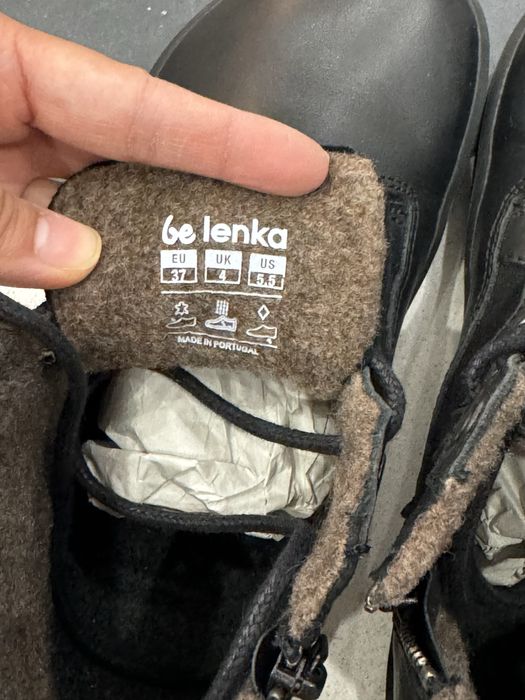 be lenka
EU UK US
37 4 5.5
MADE IN PORTUGAL